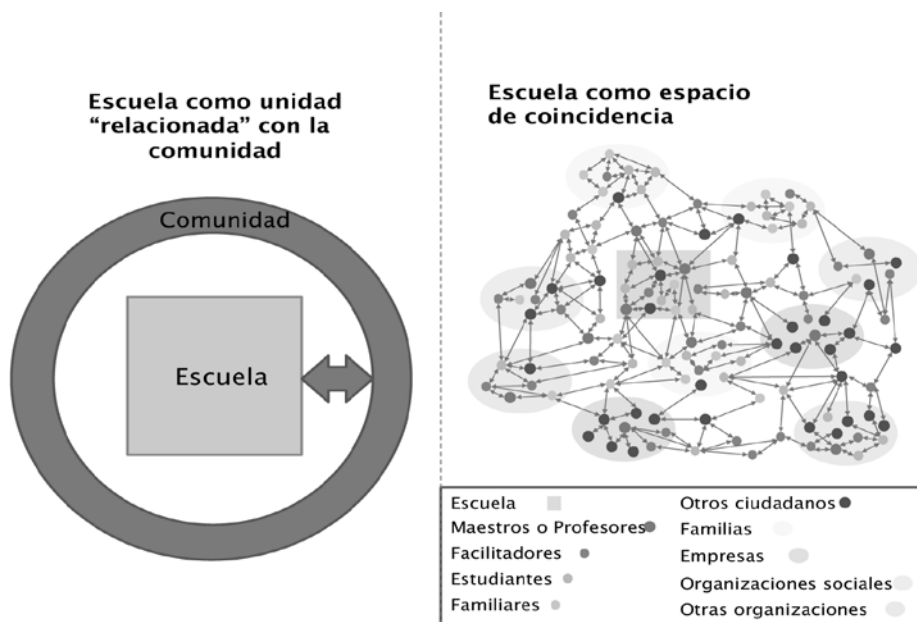 Escuela como unidad
“relacionada” con la
comunidad
Comunidad
Escuela
Escuela como espacio
de coincidencia
Escuela
Maestros o Profesores
Facilitadores
Estudiantes
Familiares
Otros ciudadanos
Familias
Empresas
Organizaciones sociales
Otras organizaciones